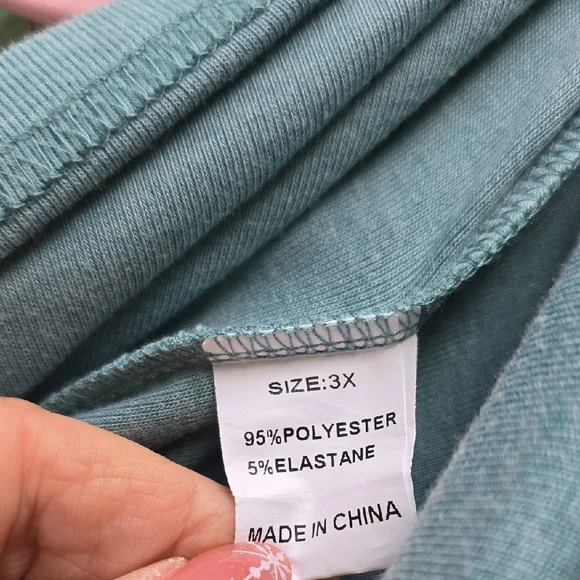 SIZE:3X
95%POLYESTER
5%ELASTANE
MADE IN CHINA